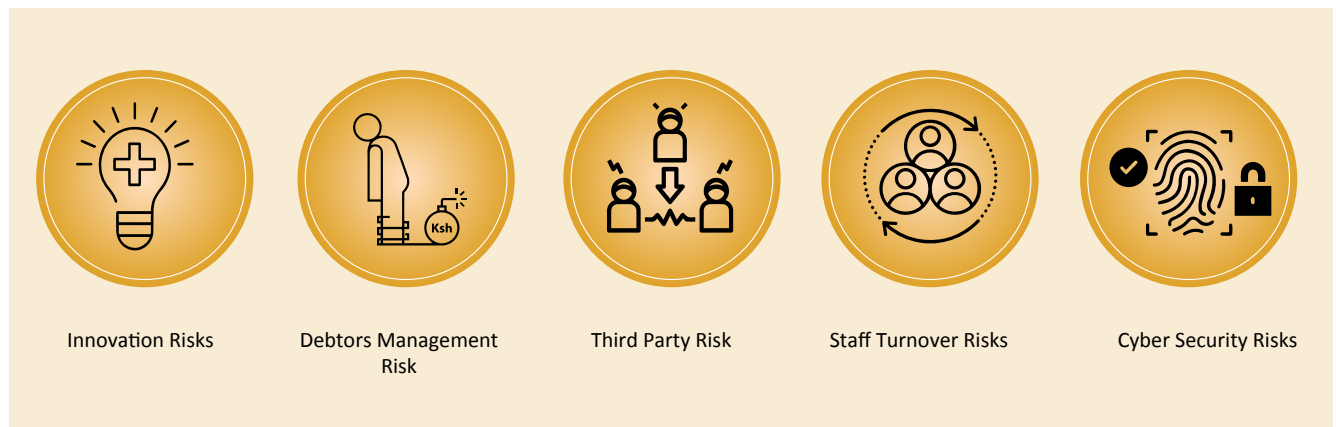 Ksh
Innovation Risks
Debtors Management
Risk
Third Party Risk
Staff Turnover Risks
Cyber Security Risks